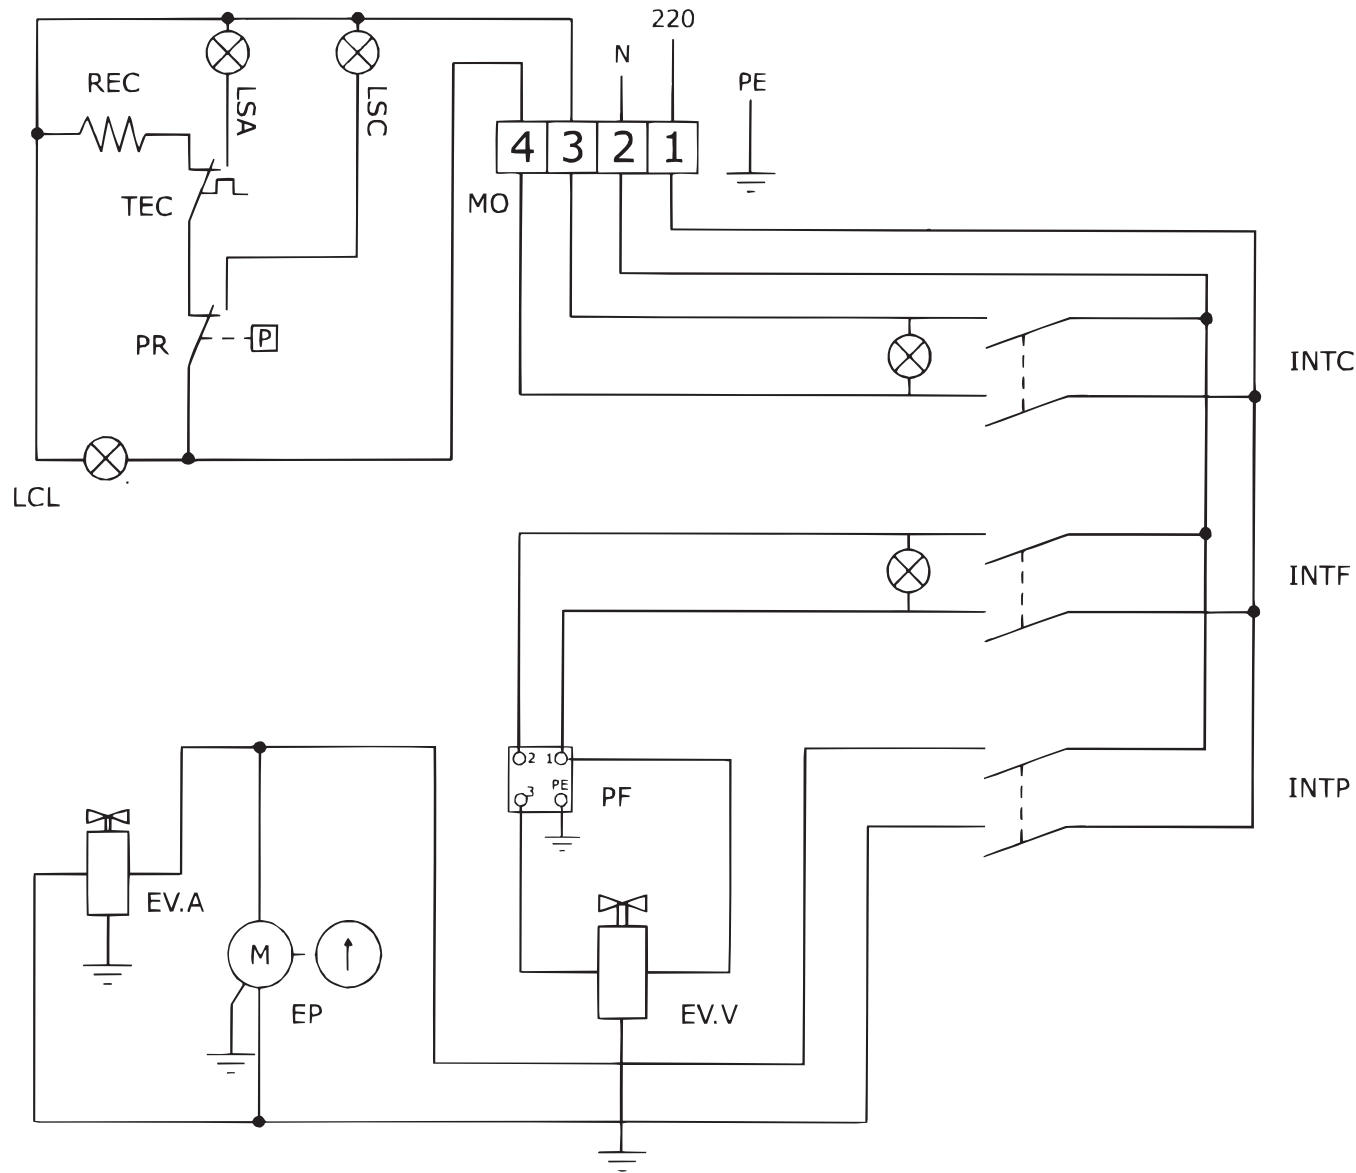 220
N
PE
REC
LSA
LSC
4 3 2 1
MO
TEC
PR
P
INTC
LCL
INTF
2 1
3 PE
PF
INTP
EV.A
M
EP
EV.V